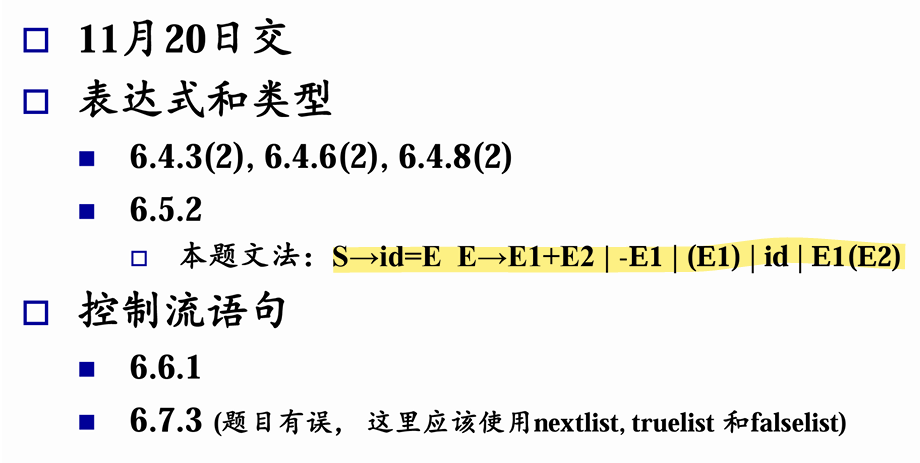 11月20日交
表达式和类型
6.4.3(2), 6.4.6(2), 6.4.8(2)
6.5.2
本题文法：S→id=E E→E1+E2 | -E1 | (E1) | id | E1(E2)
控制流语句
6.6.1
6.7.3 (题目有误， 这里应该使用nextlist, truelist 和falselist)